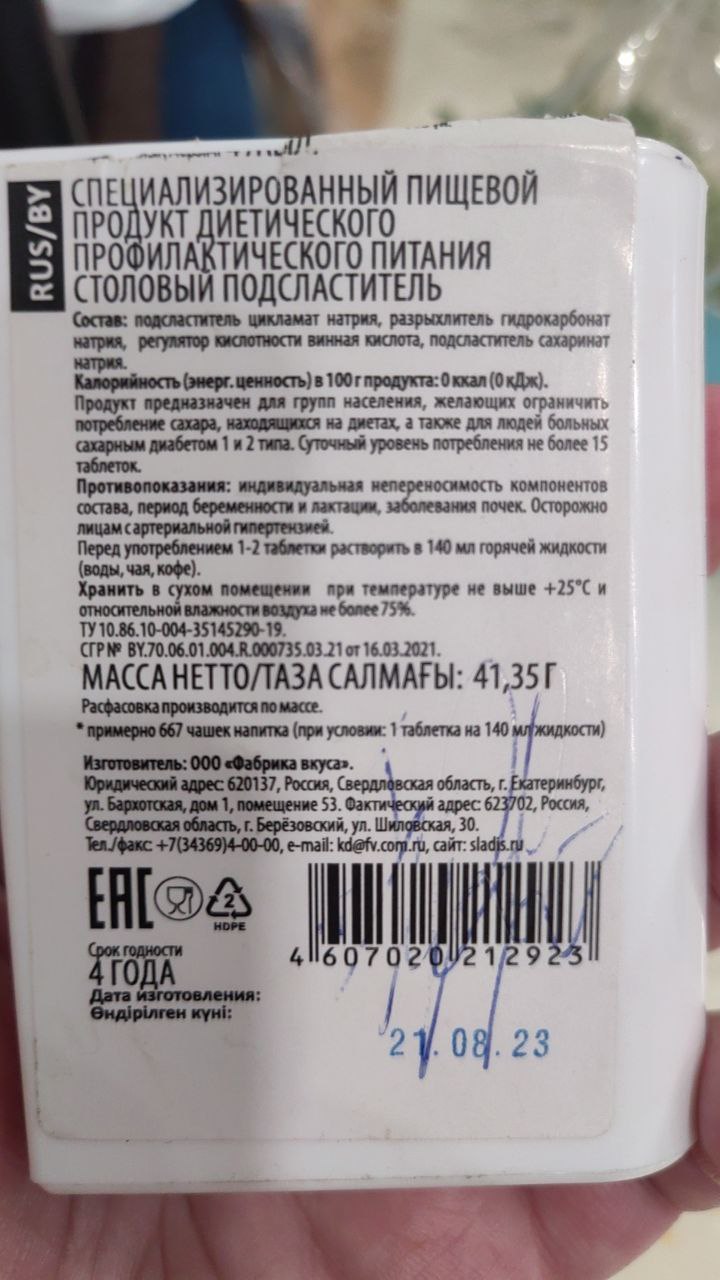 RUS/BY
СПЕЦИАЛИЗИРОВАННЫЙ ПИЩЕВОЙ
ПРОДУКТ ДИЕТИЧЕСКОГО
ПРОФИЛАКТИЧЕСКОГО ПИТАНИЯ
СТОЛОВЫЙ ПОДСЛАСТИТЕЛЬ
Состав: подсластитель цикламат натрия, разрыхлитель гидрокарбонат
натрия, регулятор кислотности винная кислота, подсластитель сахаринат
натрия.
Калорийность (энерг. ценность) в 100 г продукта: 0 ккал (0 кДж).
Продукт предназначен для групп населения, желающих ограничить
потребление сахара, находящихся на диетах, а также для людей больных
сахарным диабетом 1 и 2 типа. Суточный уровень потребления не более 15
таблеток.
Противопоказания: индивидуальная непереносимость компонентов
состава, период беременности и лактации, заболевания почек. Осторожно
лицам с артериальной гипертензией.
Перед употреблением 1-2 таблетки растворить в 140 мл горячей жидкости
(воды, чая, кофе).
Хранить в сухом помещении при температуре не выше +25°С и
относительной влажности воздуха не более 75%.
ТУ 10.86.10-004-35145290-19.
СГР № BY.70.06.01.004.R.000735.03.21 от 16.03.2021.
МАССА НЕТТО/ТАЗА САЛМАҒЫ: 41,35 Г
Расфасовка производится по массе.
* примерно 667 чашек напитка (при условии: 1 таблетка на 140 мл жидкости)
Изготовитель: ООО «Фабрика вкуса».
Юридический адрес: 620137, Россия, Свердловская область, г. Екатеринбург,
ул. Бархотская, дом 1, помещение 53. Фактический адрес: 623702, Россия,
Свердловская область, г. Берёзовский, ул. Шиловская, 30.
Тел./факс: +7(34369)4-00-00, e-mail: kd@fv.com.ru, сайт: sladis.ru
EAC
2
HDPE
4 607020 212923
Срок годности
4 ГОДА
Дата изготовления:
Өндірілген күні:
21.08.23